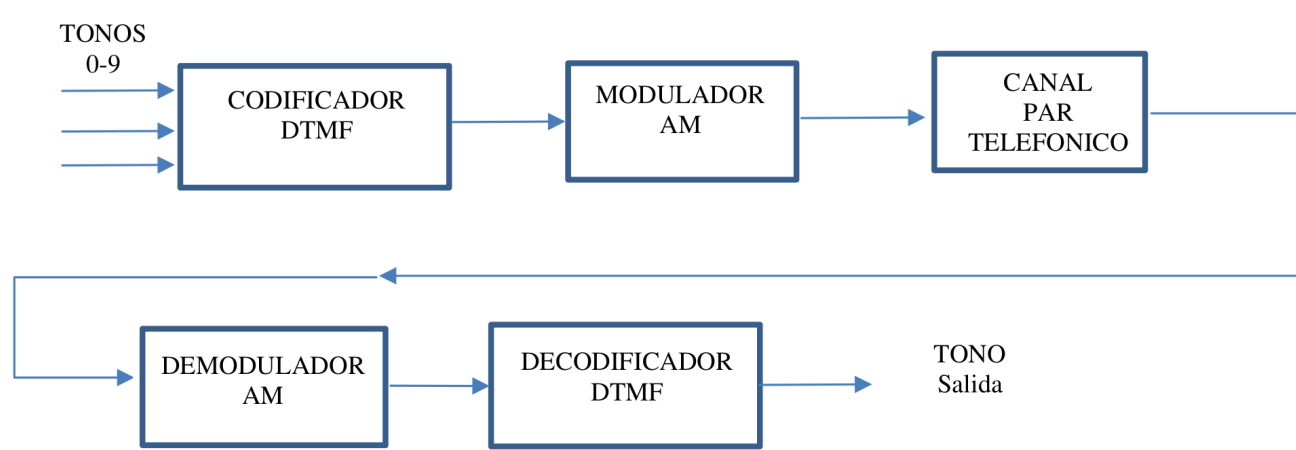 TONOS
0-9
CODIFICADOR
DTMF
MODULADOR
AM
CANAL
PAR
TELEFONICO
DEMODULADOR
AM
DECODIFICADOR
DTMF
TONO
Salida